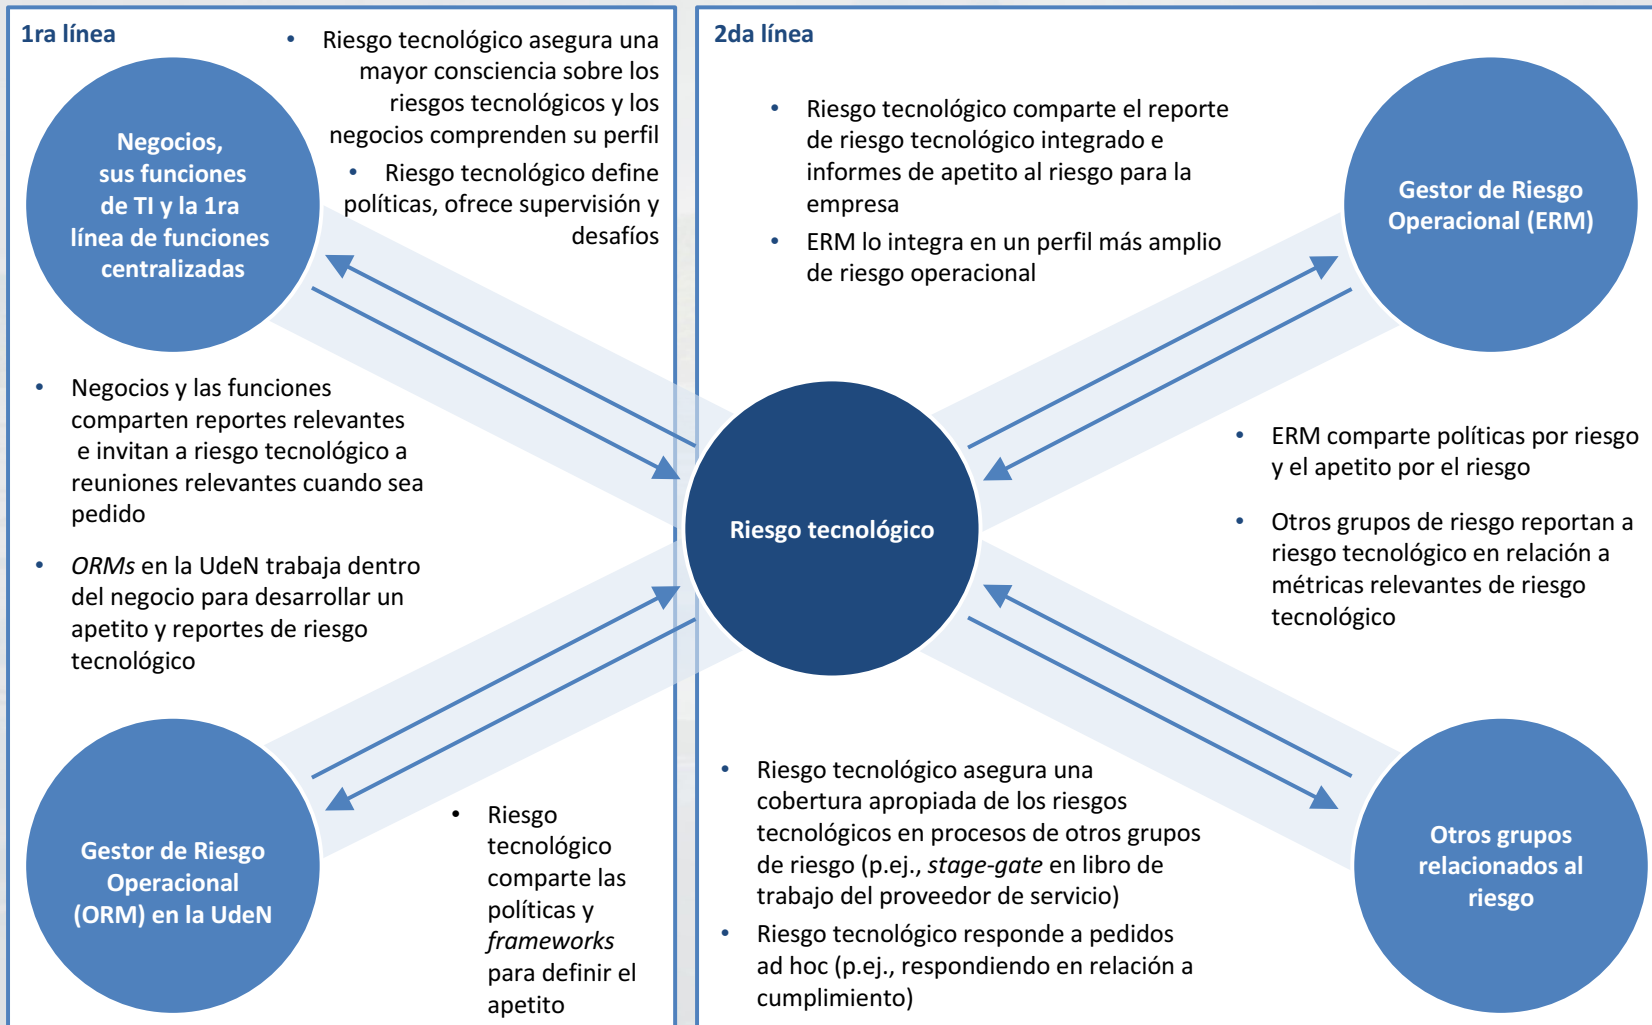 1ra línea
• Riesgo tecnológico asegura una
mayor consciencia sobre los
riesgos tecnológicos y los
negocios comprenden su perfil
• Riesgo tecnológico define
políticas, ofrece supervisión y
desafíos
Negocios,
sus funciones
de TI y la 1ra
línea de funciones
centralizadas
• Negocios y las funciones
comparten reportes relevantes
e invitan a riesgo tecnológico a
reuniones relevantes cuando sea
pedido
• ORMs en la UdeN trabaja dentro
del negocio para desarrollar un
apetito y reportes de riesgo
tecnológico
Gestor de Riesgo
Operacional
(ORM) en la UdeN
• Riesgo
tecnológico
comparte las
políticas y
frameworks
para definir el
apetito
2da línea
• Riesgo tecnológico comparte el reporte
de riesgo tecnológico integrado e
informes de apetito al riesgo para la
empresa
• ERM lo integra en un perfil más amplio
de riesgo operacional
Gestor de Riesgo
Operacional (ERM)
Riesgo tecnológico
• ERM comparte políticas por riesgo
y el apetito por el riesgo
• Otros grupos de riesgo reportan a
riesgo tecnológico en relación a
métricas relevantes de riesgo
tecnológico
• Riesgo tecnológico asegura una
cobertura apropiada de los riesgos
tecnológicos en procesos de otros grupos
de riesgo (p.ej., stage-gate en libro de
trabajo del proveedor de servicio)
• Riesgo tecnológico responde a pedidos
ad hoc (p.ej., respondiendo en relación a
cumplimiento)
Otros grupos
relacionados al
riesgo